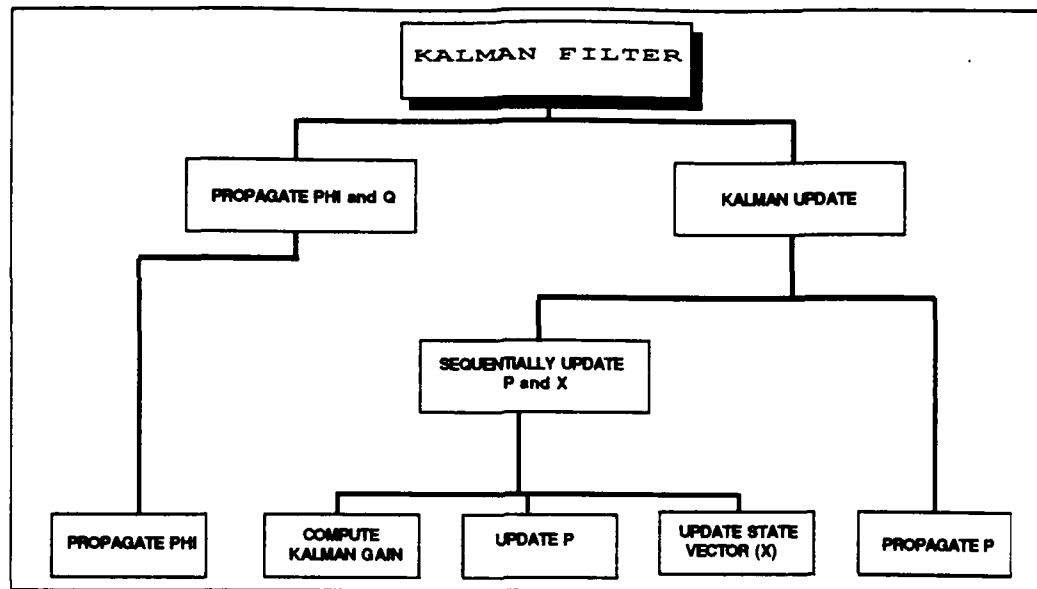 KALMAN FILTER
PROPAGATE PHI and Q
KALMAN UPDATE
SEQUENTIALLY UPDATE
P and X
PROPAGATE PHI
COMPUTE
KALMAN GAIN
UPDATE P
UPDATE STATE
VECTOR (X)
PROPAGATE P